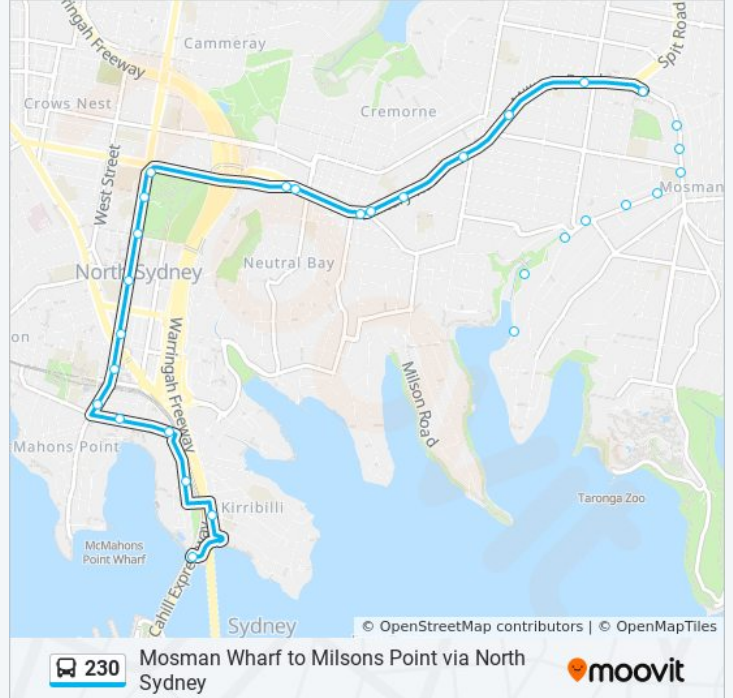 Warringah Freeway
Cammeray
Spit Road
Crows Nest
Cremorne
West Street
Mosman
North Sydney
Neutral Bay
Warringah Freeway
Milson Road
Mahons Point
Kirribilli
Taronga Zoo
McMahons
Point Wharf
Cahill Expressway
Sydney
© OpenStreetMap contributors | © OpenMapTiles
230
Mosman Wharf to Milsons Point via North
Sydney
moovit